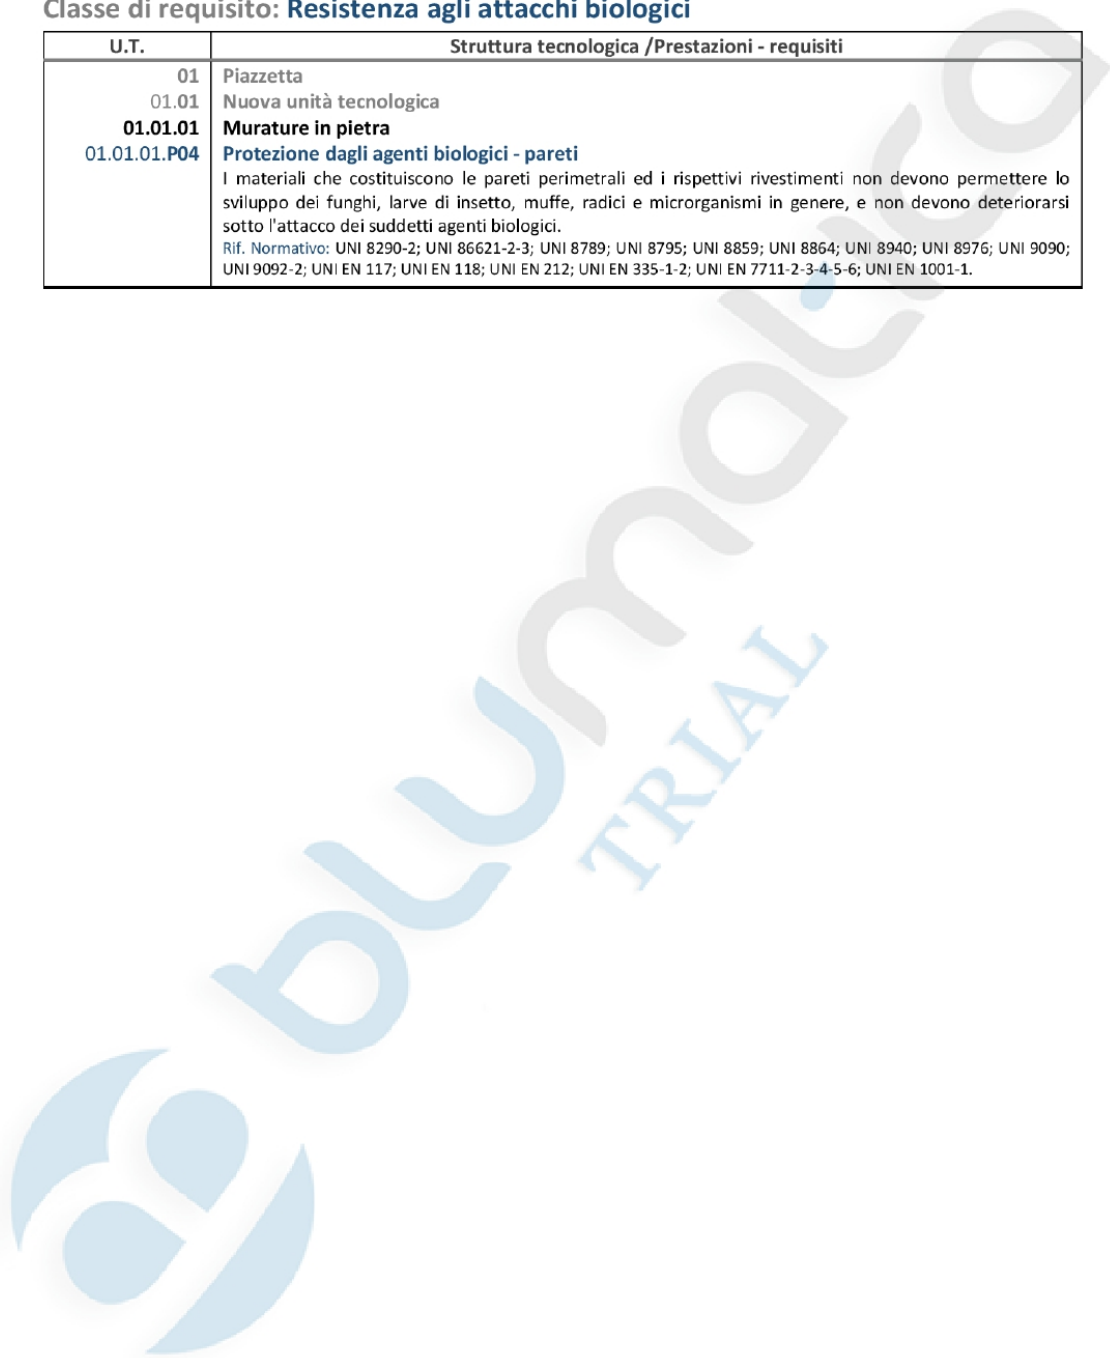 Classe di requisito: Resistenza agli attacchi biologici
U.T. Struttura tecnologica /Prestazioni - requisiti
01 Piazzetta
01.01 Nuova unità tecnologica
01.01.01 Murature in pietra
01.01.01.P04 Protezione dagli agenti biologici - pareti
I materiali che costituiscono le pareti perimetrali ed i rispettivi rivestimenti non devono permettere lo
sviluppo dei funghi, larve di insetto, muffe, radici e microrganismi in genere, e non devono deteriorarsi
sotto l'attacco dei suddetti agenti biologici.
Rif. Normativo: UNI 8290-2; UNI 86621-2-3; UNI 8789; UNI 8795; UNI 8859; UNI 8864; UNI 8940; UNI 8976; UNI 9090;
UNI 9092-2; UNI EN 117; UNI EN 118; UNI EN 212; UNI EN 335-1-2; UNI EN 7711-2-3-4-5-6; UNI EN 1001-1.
blumatica
TRIAL